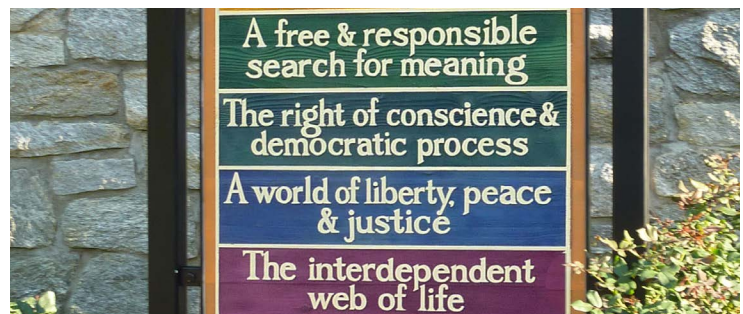 A free & responsible
search for meaning
The right of conscience &
democratic process
A world of liberty, peace
& justice
The interdependent
web of life